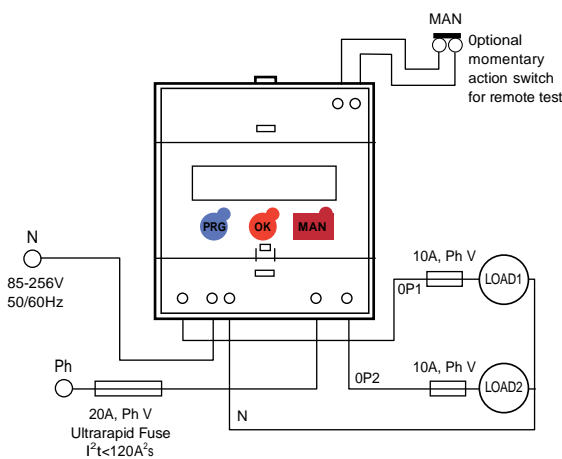 MAN
0ptional
momentary
action switch
for remote test
PRG
OK
MAN
N
85-256V
50/60Hz
10A, Ph V
LOAD1
0P1
Ph
20A, Ph V
Ultrarapid Fuse
I²t<120A²s
N
0P2
10A, Ph V
LOAD2